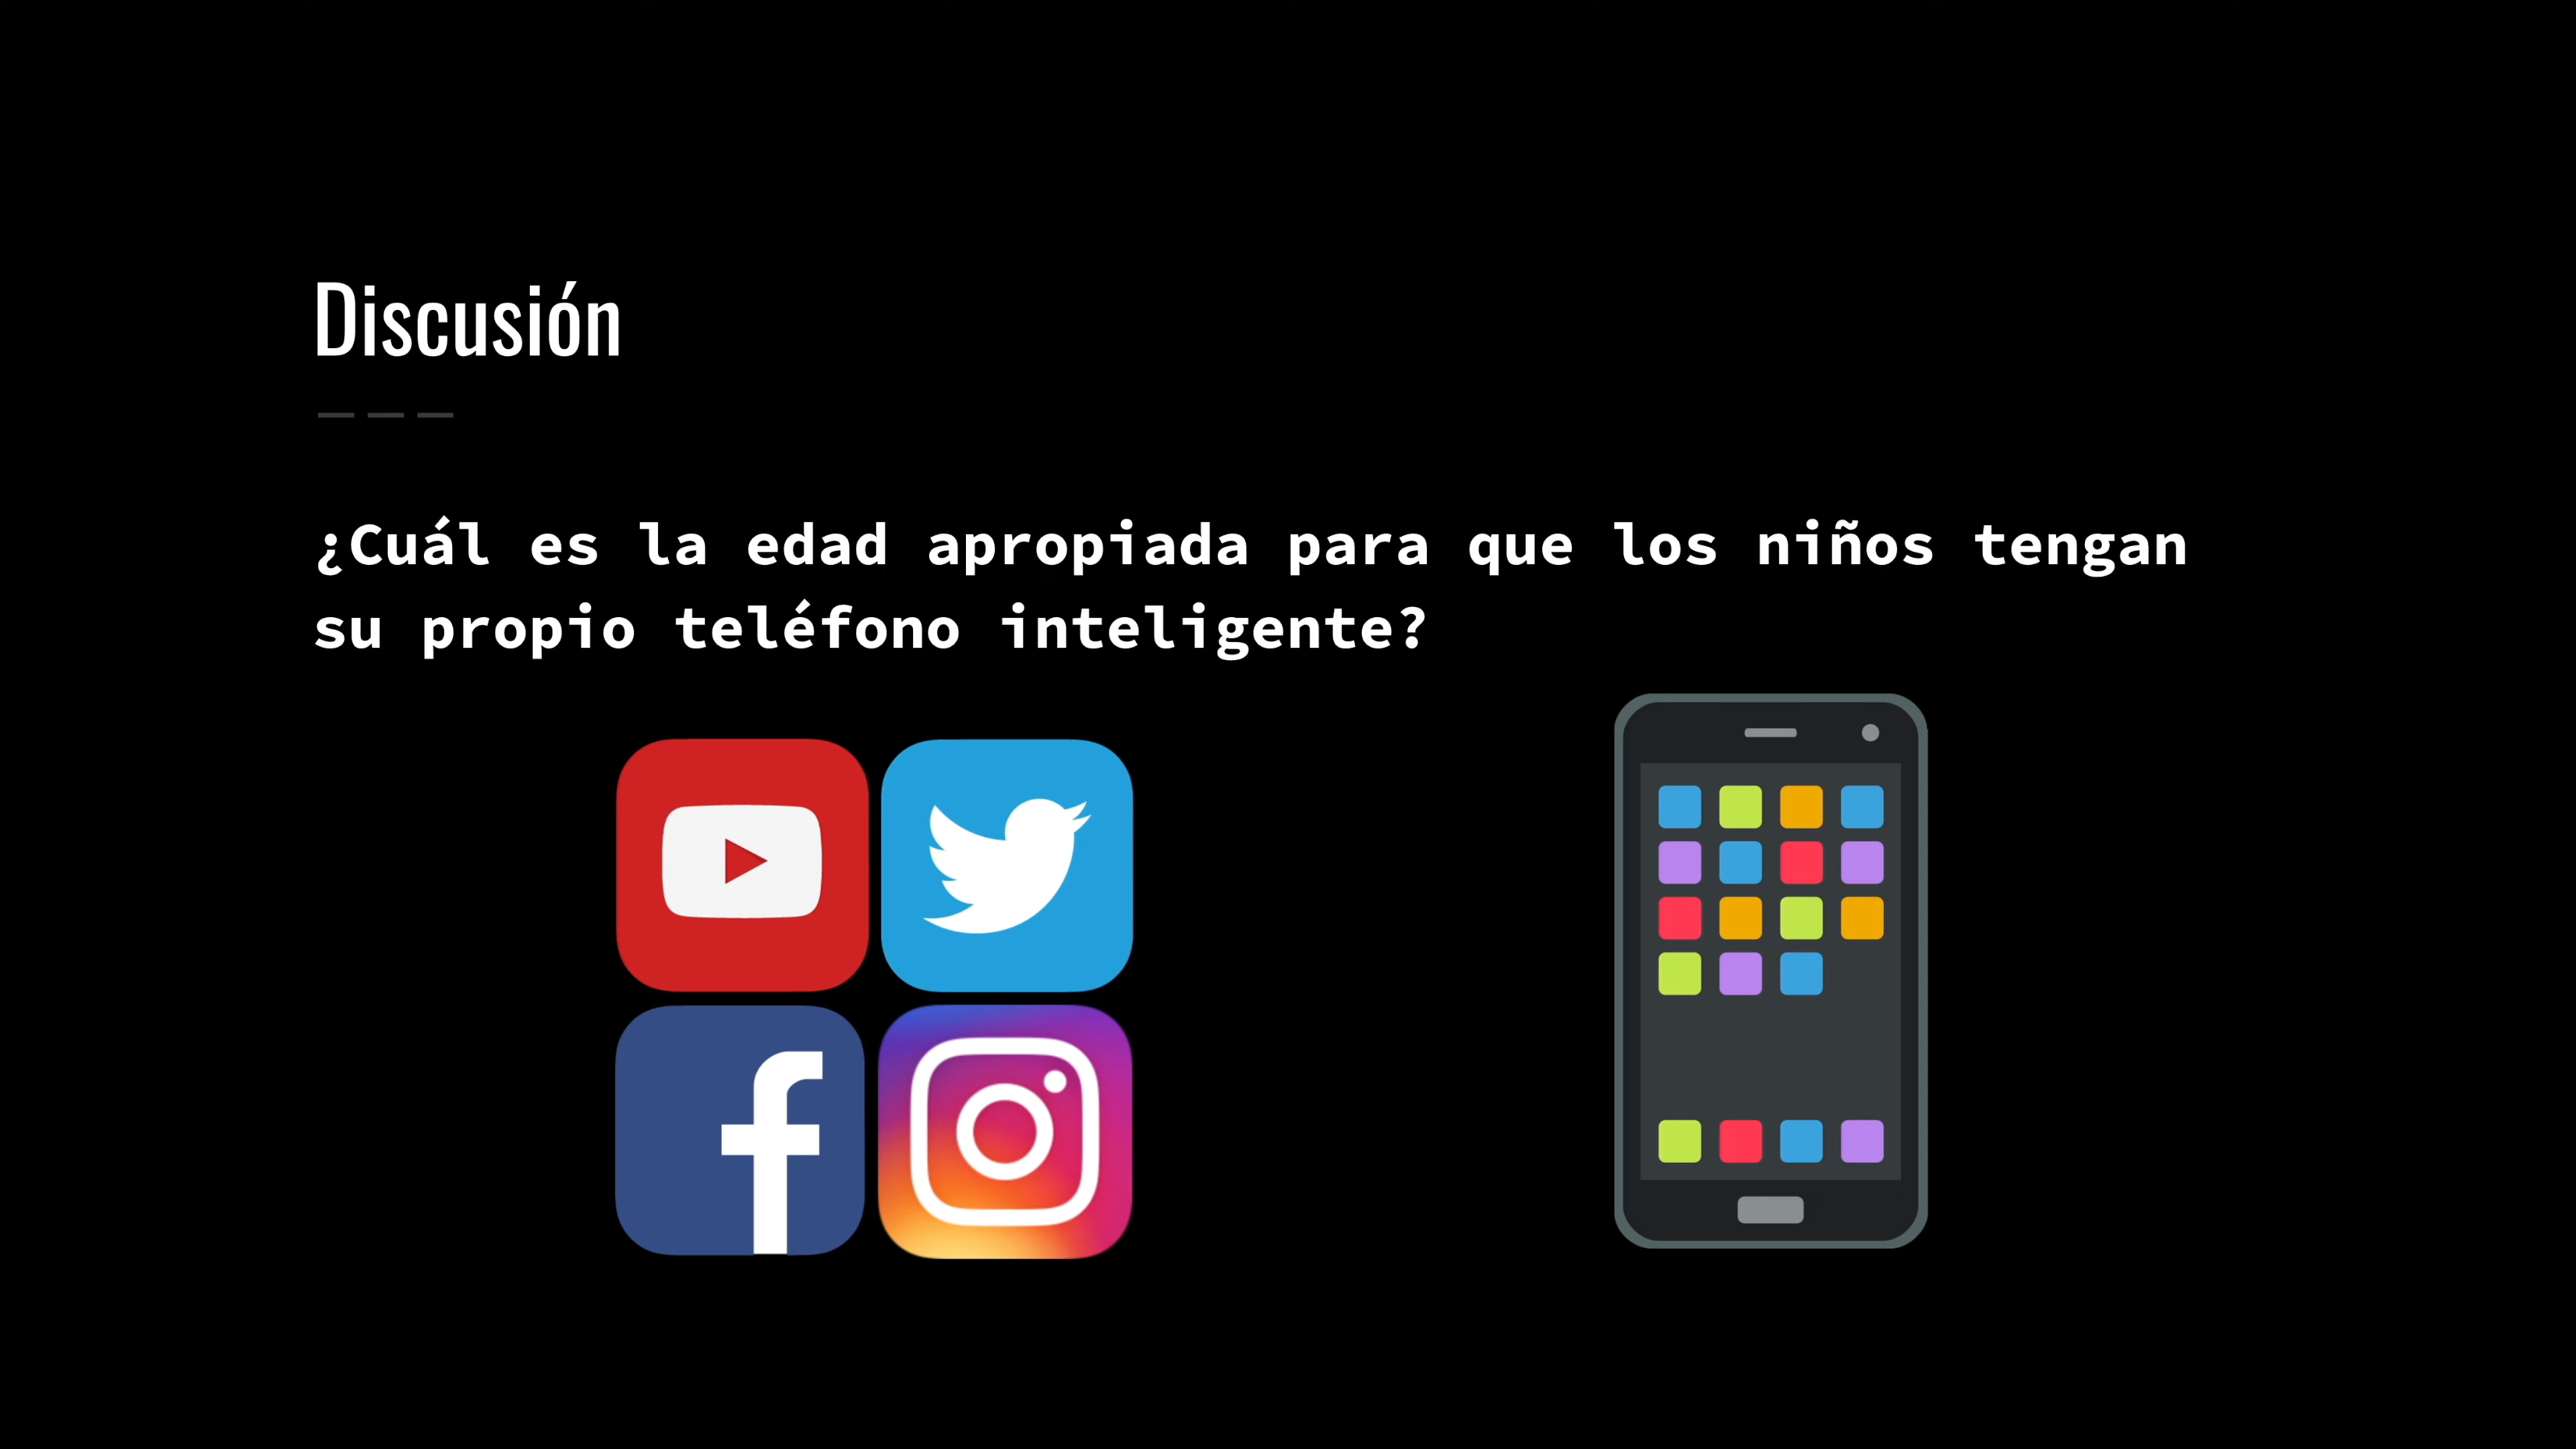 Discusión
¿Cuál es la edad apropiada para que los niños tengan
su propio teléfono inteligente?